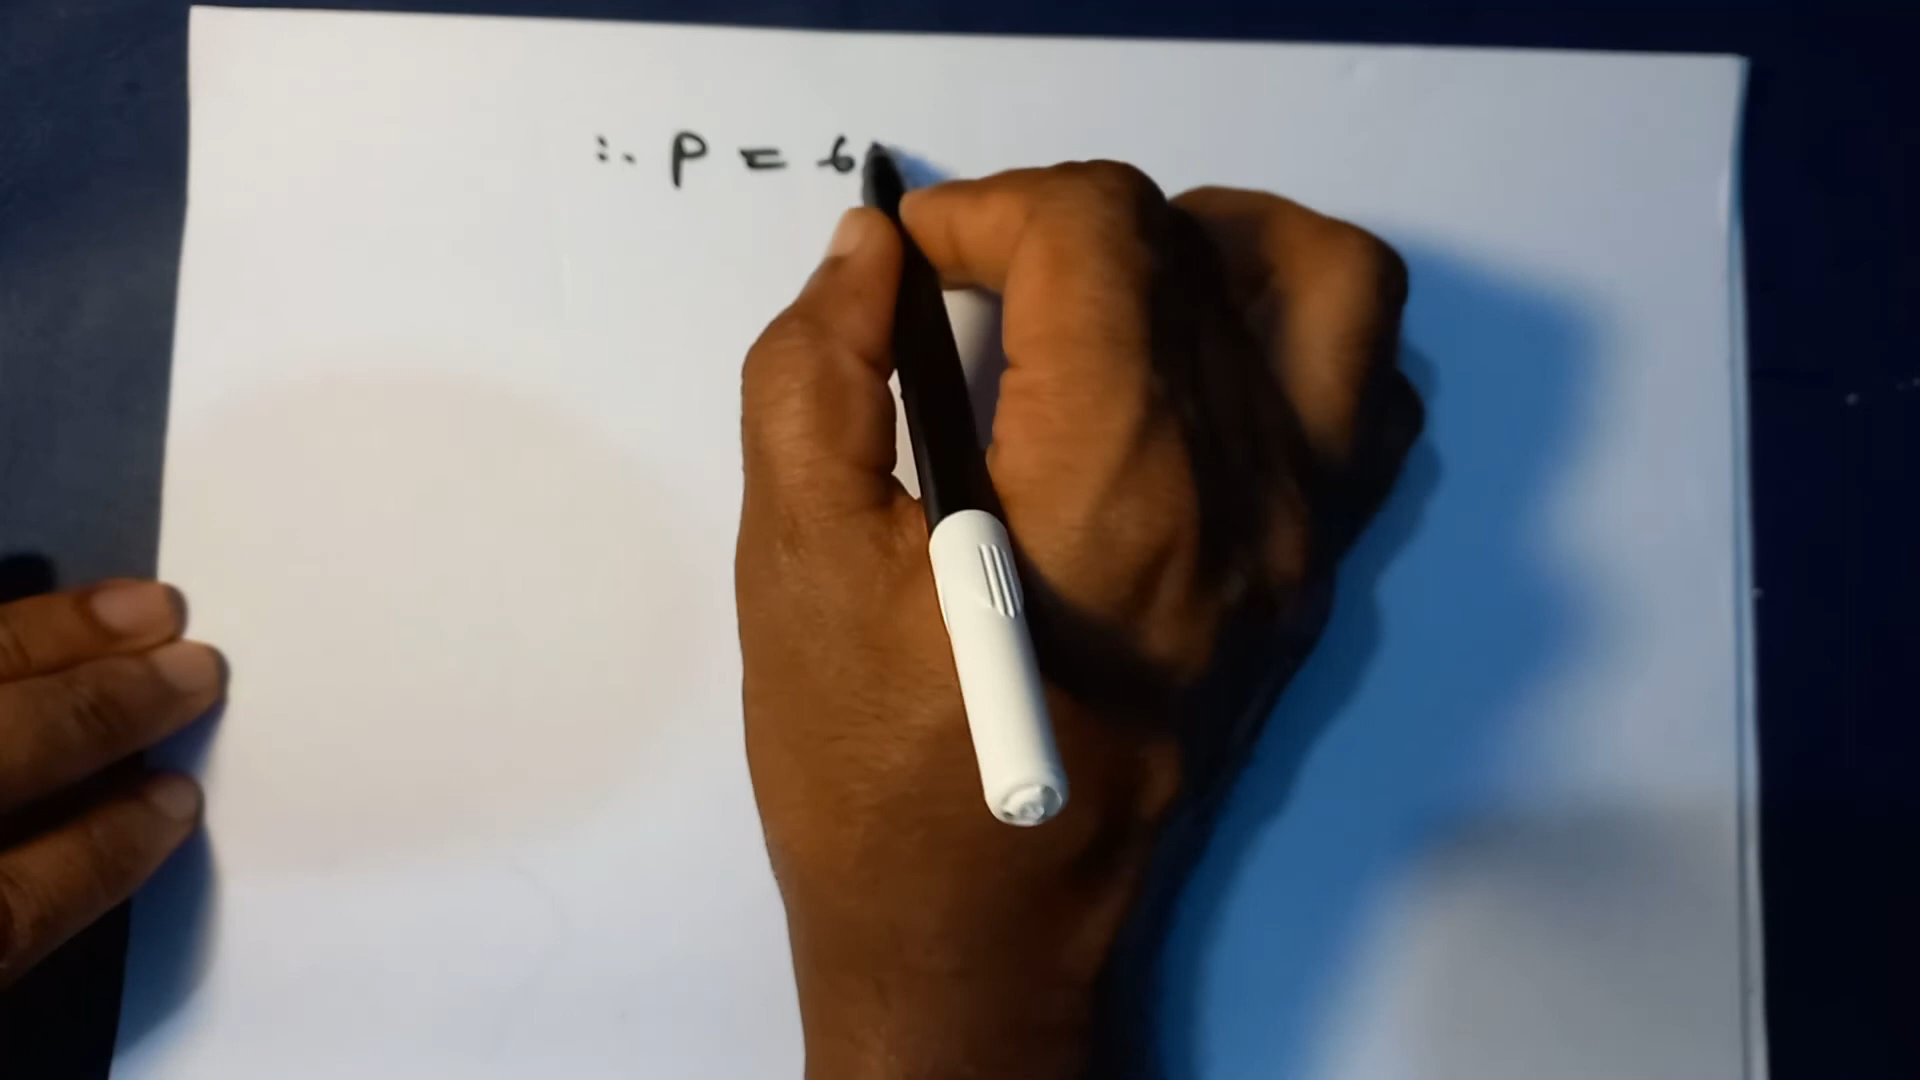 ∴ P = 6